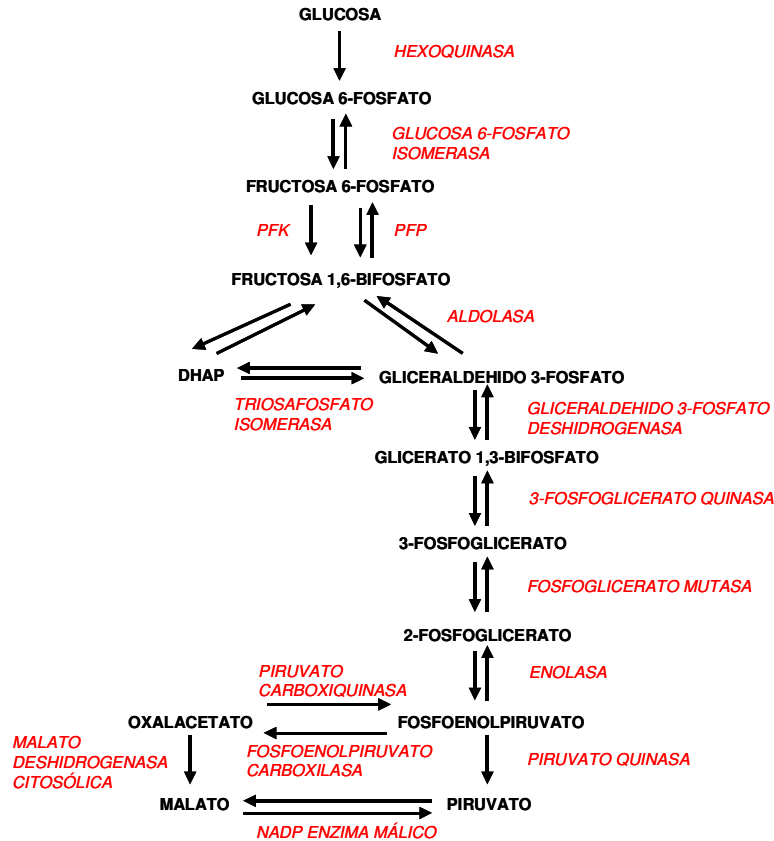 GLUCOSA
HEXOQUINASA
GLUCOSA 6-FOSFATO
GLUCOSA 6-FOSFATO
ISOMERASA
FRUCTOSA 6-FOSFATO
PFK
PFP
FRUCTOSA 1,6-BIFOSFATO
ALDOLASA
DHAP
GLICERALDEHIDO 3-FOSFATO
TRIOSAFOSFATO
ISOMERASA
GLICERALDEHIDO 3-FOSFATO
DESHIDROGENASA
GLICERATO 1,3-BIFOSFATO
3-FOSFOGLICERATO QUINASA
3-FOSFOGLICERATO
FOSFOGLICERATO MUTASA
2-FOSFOGLICERATO
PIRUVATO
CARBOXIQUINASA
ENOLASA
OXALACETATO
FOSFOENOLPIRUVATO
MALATO
DESHIDROGENASA
CITOSÓLICA
FOSFOENOLPIRUVATO
CARBOXILASA
PIRUVATO QUINASA
MALATO
PIRUVATO
NADP ENZIMA MÁLICO